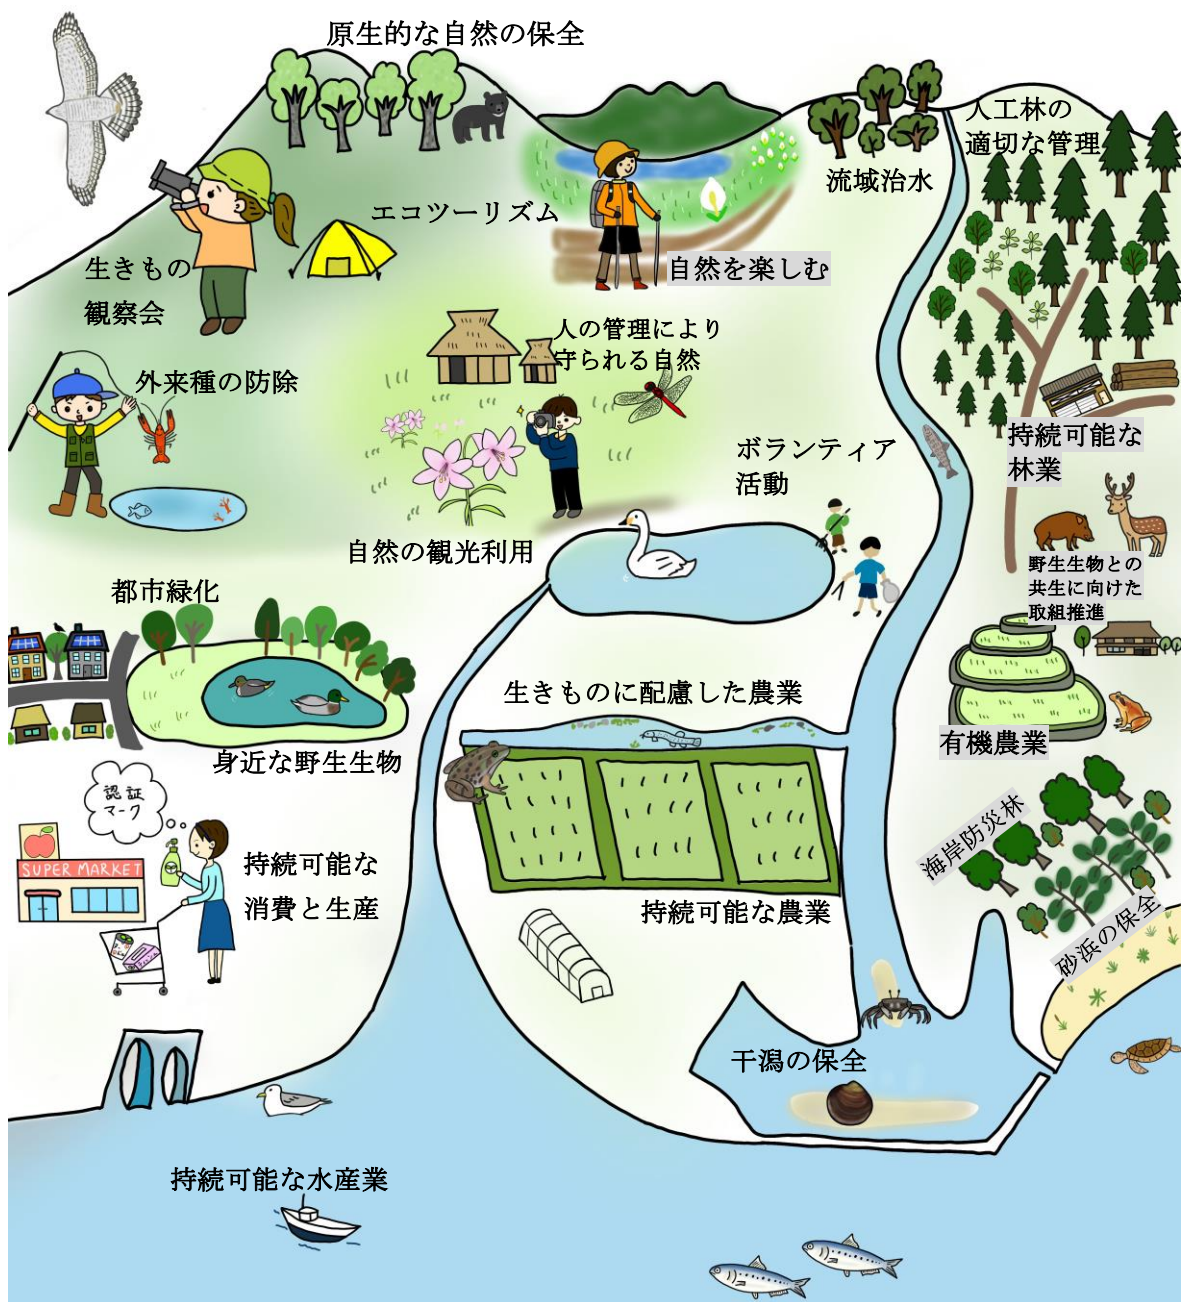 原生的な自然の保全
人工林の
適切な管理
流域治水
エコツーリズム
自然を楽しむ
生きもの
観察会
人の管理により
守られる自然
外来種の防除
持続可能な
林業
ボランティア
活動
自然の観光利用
野生生物との
共生に向けた
取組推進
都市緑化
生きものに配慮した農業
有機農業
身近な野生生物
認証
マーク
SUPER MARKET
持続可能な
消費と生産
海岸防災林
持続可能な農業
砂浜の保全
干潟の保全
持続可能な水産業